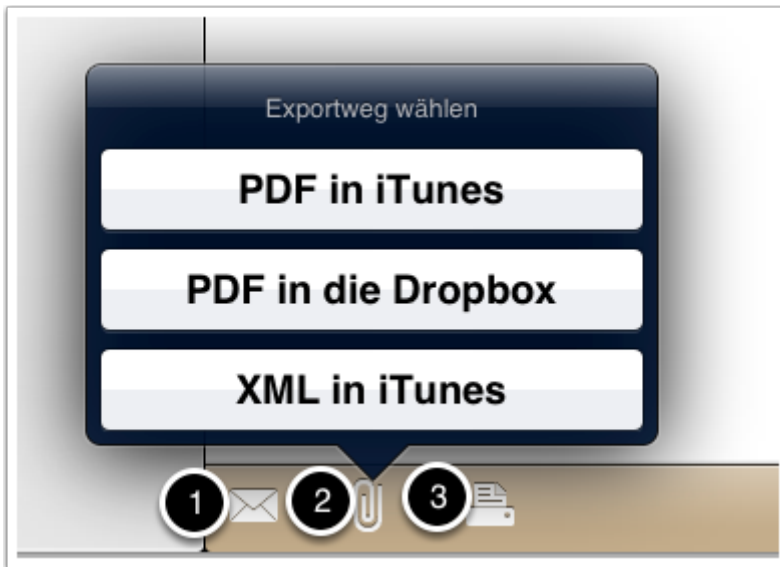 Exportweg wählen
PDF in iTunes
PDF in die Dropbox
XML in iTunes
1 2 3